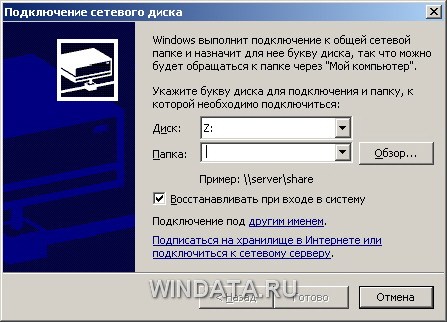 Подключение сетевого диска
Windows выполнит подключение к общей сетевой
папке и назначит для нее букву диска, так что можно
будет обращаться к папке через "Мой компьютер".
Укажите букву диска для подключения и папку, к
которой необходимо подключиться:
Диск: Z:
Папка: Обзор...
Пример: \\server\share
Восстанавливать при входе в систему
Подключение под другим именем.
Подписаться на хранилище в Интернете или
подключиться к сетевому серверу.
WINDATA.RU
< Назад Готово Отмена